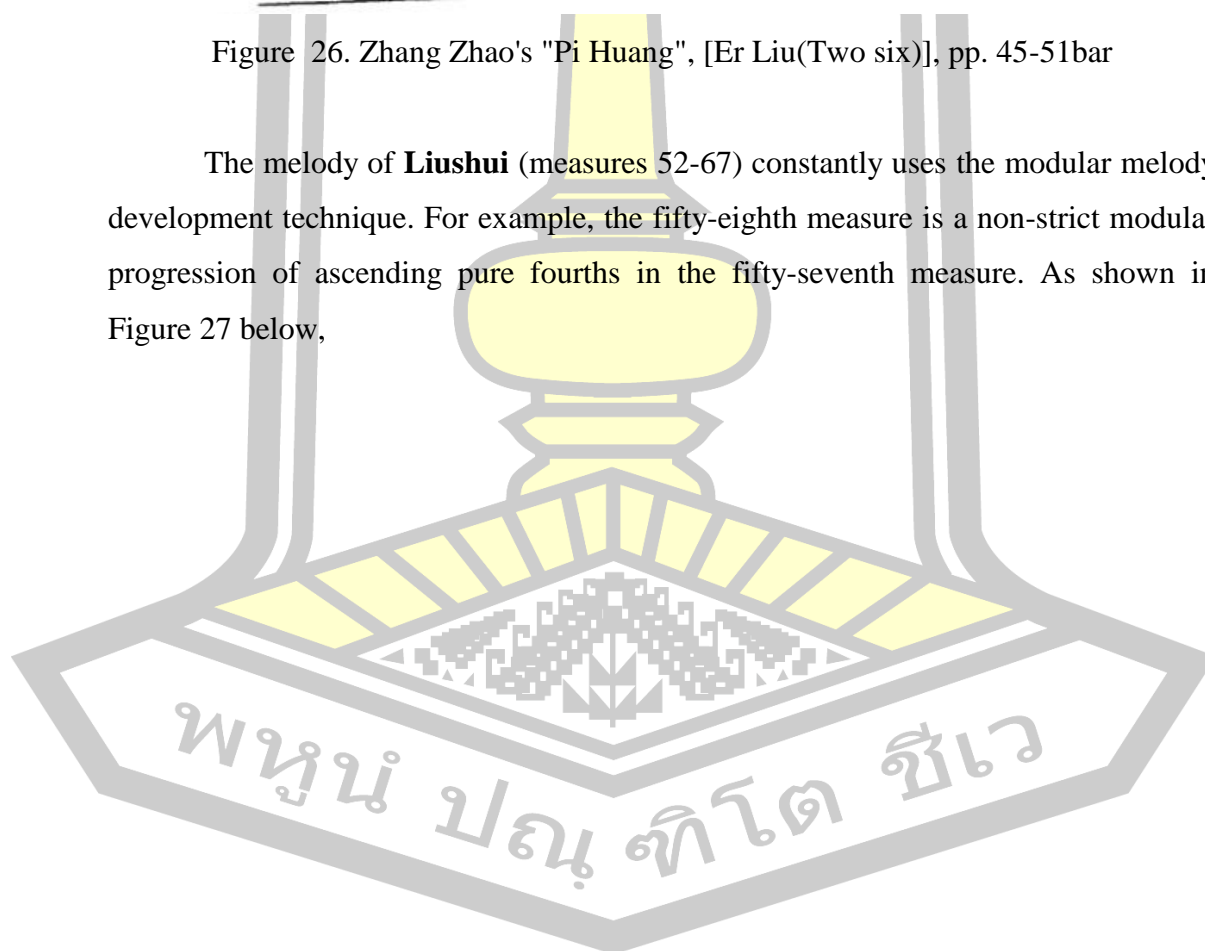 Figure 26. Zhang Zhao's "Pi Huang", [Er Liu(Two six)], pp. 45-51bar
The melody of Liushui (measures 52-67) constantly uses the modular melody
development technique. For example, the fifty-eighth measure is a non-strict modula
progression of ascending pure fourths in the fifty-seventh measure. As shown in
Figure 27 below,
พหูนํ ปณฺฑิโต ชีเว